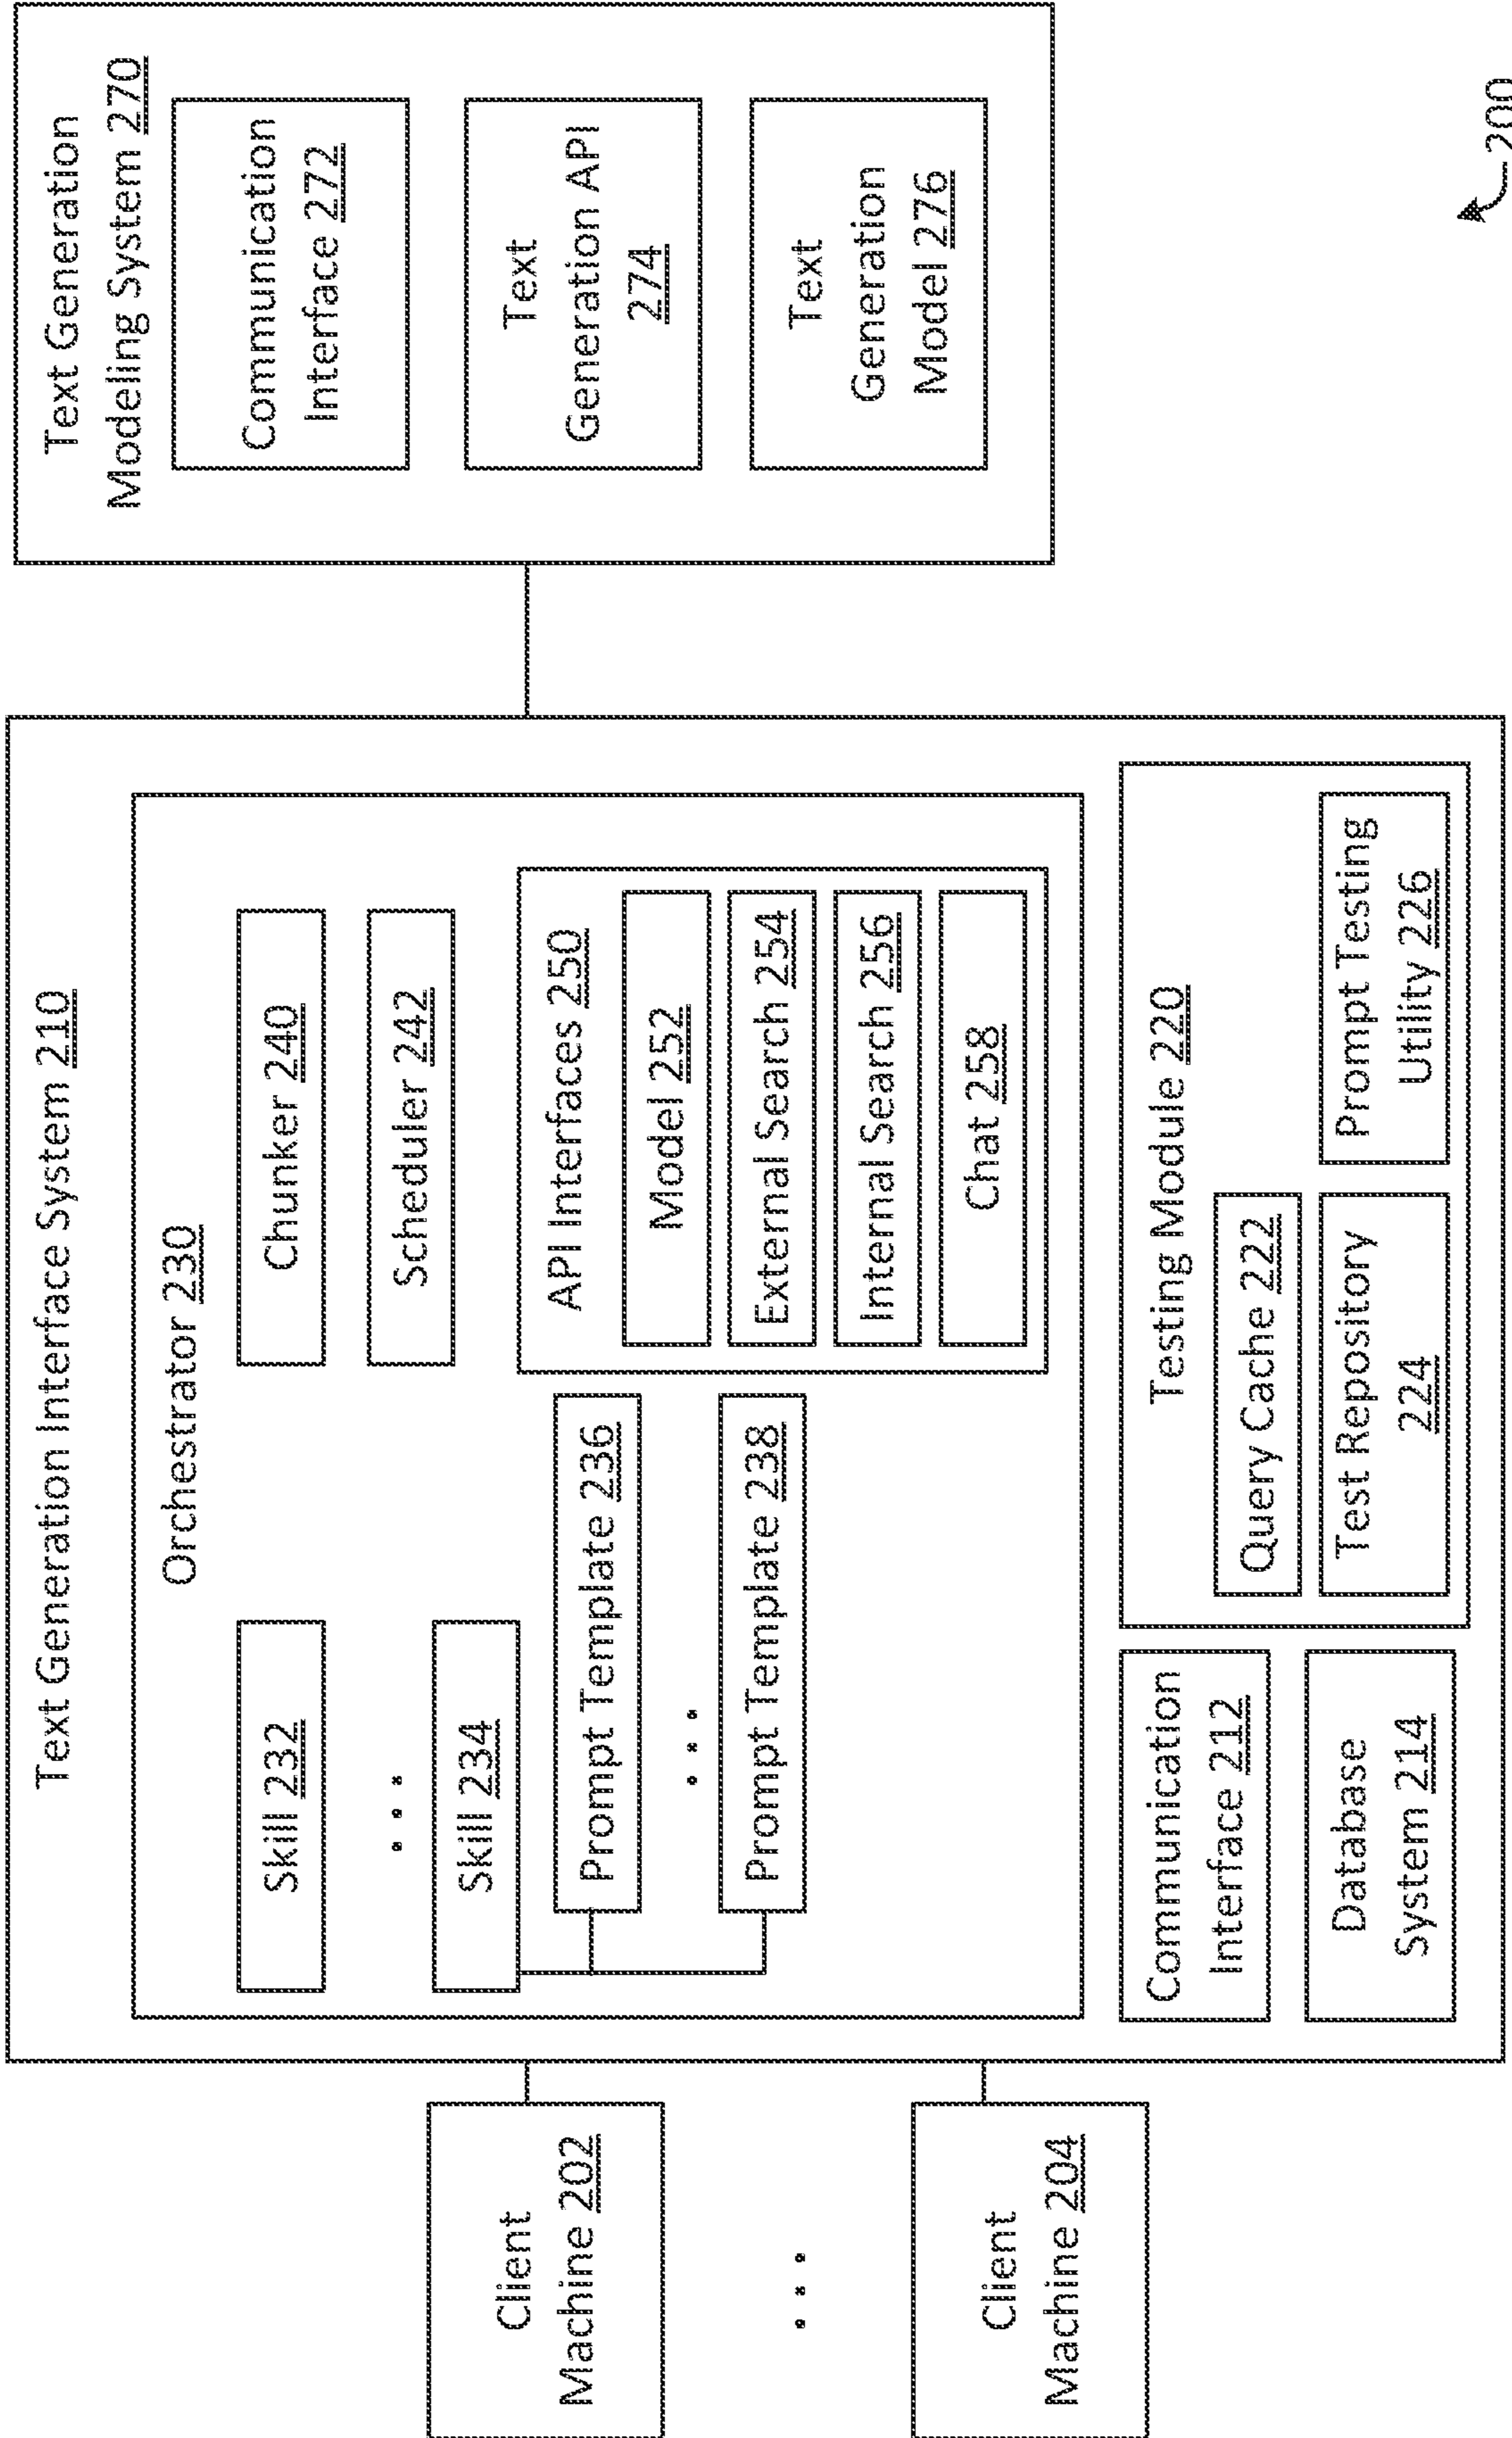 Client
Machine 202
. . .
Client
Machine 204
Text Generation Interface System 210
Orchestrator 230
Skill 232
. . .
Skill 234
Prompt Template 236
. . .
Prompt Template 238
Chunker 240
Scheduler 242
API Interfaces 250
Model 252
External Search 254
Internal Search 256
Chat 258
Communication
Interface 212
Database
System 214
Testing Module 220
Query Cache 222
Test Repository
224
Prompt Testing
Utility 226
Text Generation
Modeling System 270
Communication
Interface 272
Text
Generation API
274
Text
Generation
Model 276
200